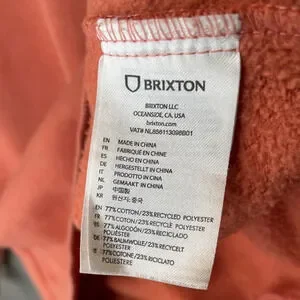 BRIXTON
BRIXTON LLC
OCEANSIDE, CA. USA
brixton.com
VAT# NL856113098B01
EN MADE IN CHINA
FR FABRIQUÉ EN CHINE
ES HECHO EN CHINA
DE HERGESTELLT IN CHINA
IT PRODOTTO IN CINA
NL GEMAAKT IN CHINA
JP 中国製
KR 원산지: 중국
EN 77% COTTON / 23% RECYCLED POLYESTER
FR 77% COTON / 23% POLYESTER RECYCLÉ
ES 77% ALGODÓN / 23% RECICLADO
POLIÉSTER
DE 77% BAUMWOLLE / 23% RECYCELT
POLYESTER
77% COTONE / 23% RICICLATO
POLIESTERE